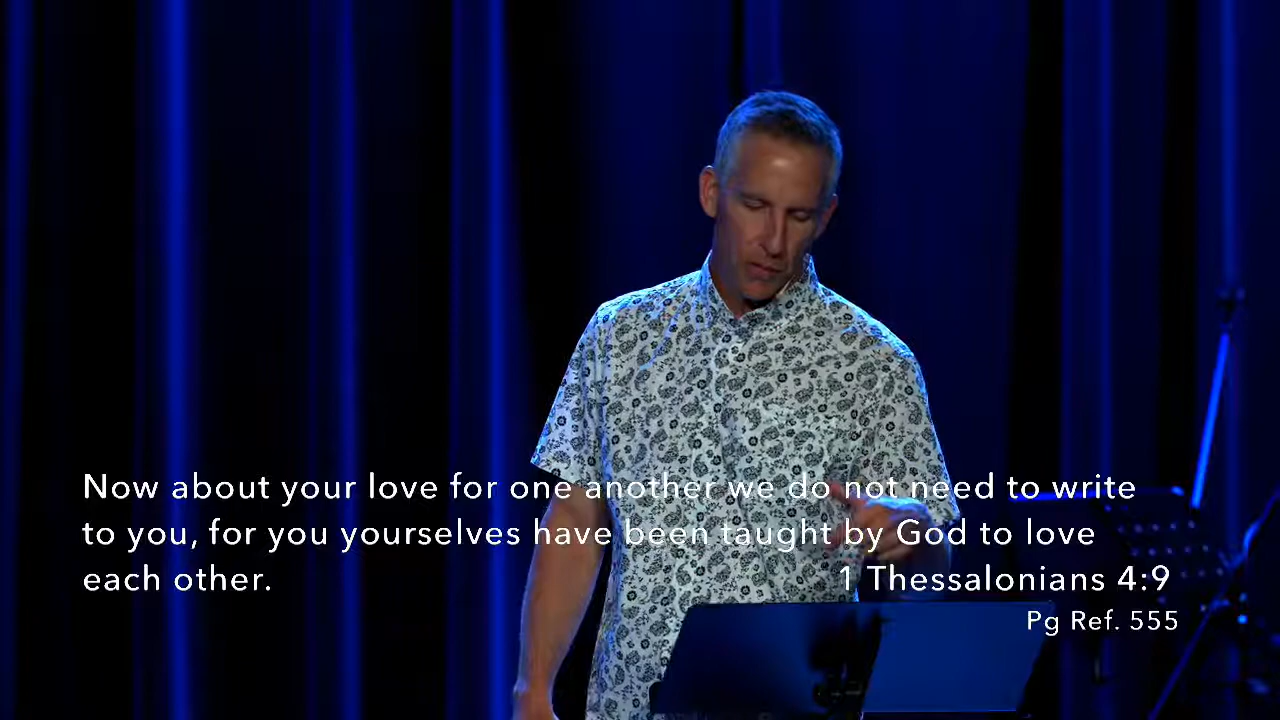 Now about your love for one another we do not need to write
to you, for you yourselves have been taught by God to love
each other.
1 Thessalonians 4:9
Pg Ref. 555